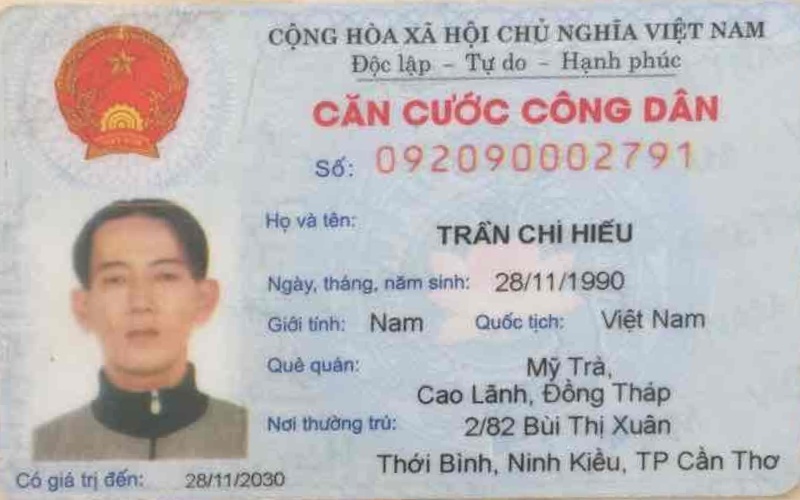 CỘNG HÒA XÃ HỘI CHỦ NGHĨA VIỆT NAM
Độc lập - Tự do - Hạnh phúc
CĂN CƯỚC CÔNG DÂN
Số: 092090002791
Họ và tên: TRẦN CHÍ HIẾU
Ngày, tháng, năm sinh: 28/11/1990
Giới tính: Nam Quốc tịch: Việt Nam
Quê quán: Mỹ Trà,
Cao Lãnh, Đồng Tháp
Nơi thường trú: 2/82 Bùi Thị Xuân
Thới Bình, Ninh Kiều, TP Cần Thơ
Có giá trị đến: 28/11/2030